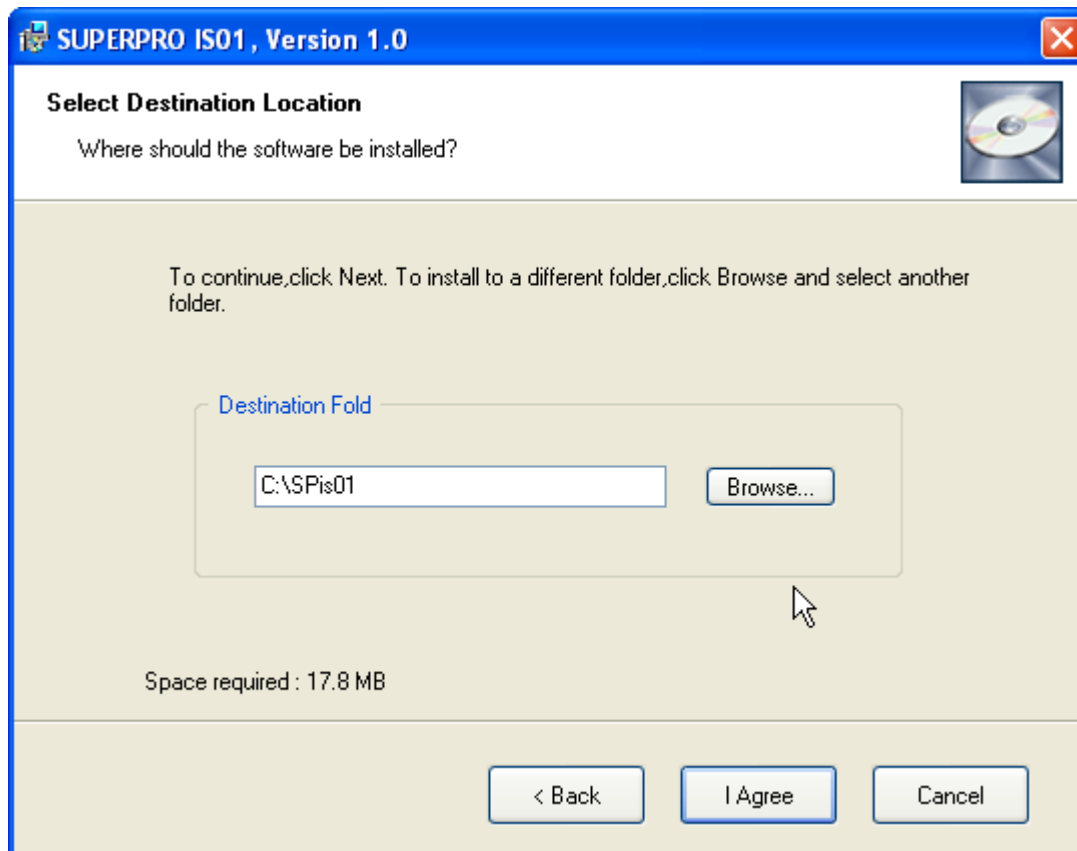 SUPERPRO IS01, Version 1.0
Select Destination Location
Where should the software be installed?
To continue,click Next. To install to a different folder,click Browse and select another
folder.
Destination Fold
C:\SPis01
Browse...
Space required : 17.8 MB
< Back
I Agree
Cancel